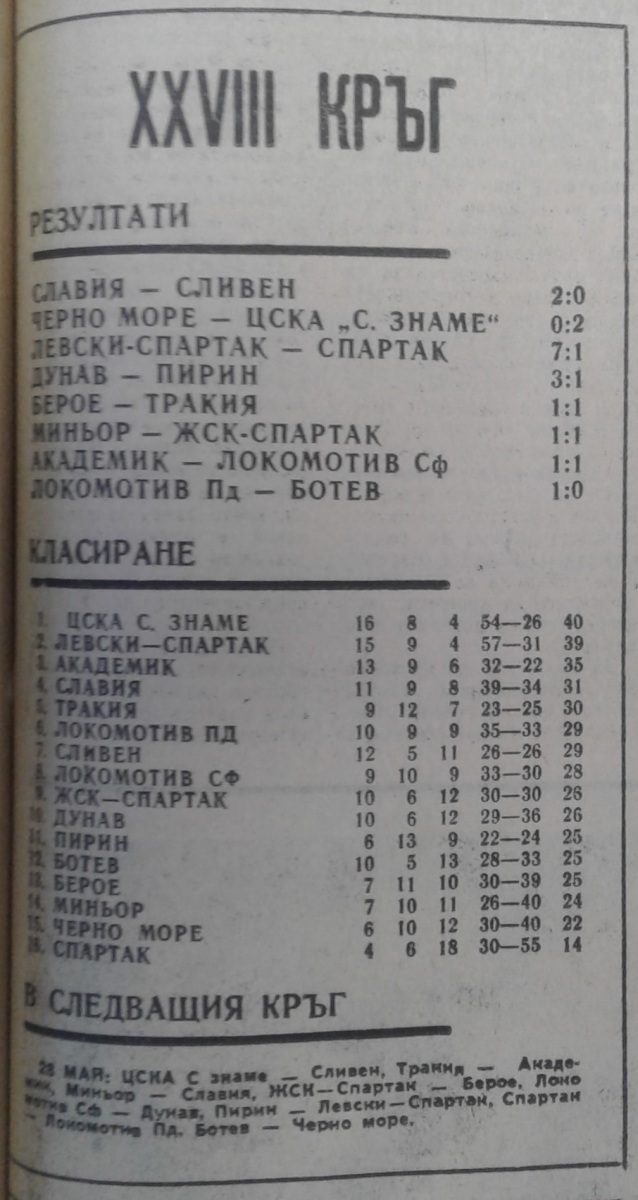 XXVIII КРЪГ
РЕЗУЛТАТИ
СЛАВИЯ — СЛИВЕН 2:0
ЧЕРНО МОРЕ — ЦСКА „С. ЗНАМЕ“ 0:2
ЛЕВСКИ-СПАРТАК — СПАРТАК 7:1
ДУНАВ — ПИРИН 3:1
БЕРОЕ — ТРАКИЯ 1:1
МИНЬОР — ЖСК-СПАРТАК 1:1
АКАДЕМИК — ЛОКОМОТИВ Сф 1:1
ЛОКОМОТИВ Пд — БОТЕВ 1:0
КЛАСИРАНЕ
1. ЦСКА С. ЗНАМЕ 16 8 4 54—26 40
2. ЛЕВСКИ—СПАРТАК 15 9 4 57—31 39
3. АКАДЕМИК 13 9 6 32—22 35
4. СЛАВИЯ 11 9 8 39—34 31
5. ТРАКИЯ 9 12 7 23—25 30
6. ЛОКОМОТИВ ПД 10 9 9 35—33 29
7. СЛИВЕН 12 5 11 26—26 29
8. ЛОКОМОТИВ СФ 9 10 9 33—30 28
9. ЖСК—СПАРТАК 10 6 12 30—30 26
10. ДУНАВ 10 6 12 29—36 26
11. ПИРИН 6 13 9 22—24 25
12. БОТЕВ 10 5 13 28—33 25
13. БЕРОЕ 7 11 10 30—39 25
14. МИНЬОР 7 10 11 26—40 24
15. ЧЕРНО МОРЕ 6 10 12 30—40 22
16. СПАРТАК 4 6 18 30—55 14
В СЛЕДВАЩИЯ КРЪГ
28 МАЙ: ЦСКА С знаме — Сливен, Тракия — Акаде-
мик, Миньор — Славия, ЖСК—Спартак — Берое, Локо
мотив Сф — Дунав, Пирин — Левски—Спартак, Спартак
— Локомотив Пд. Ботев — Черно море.